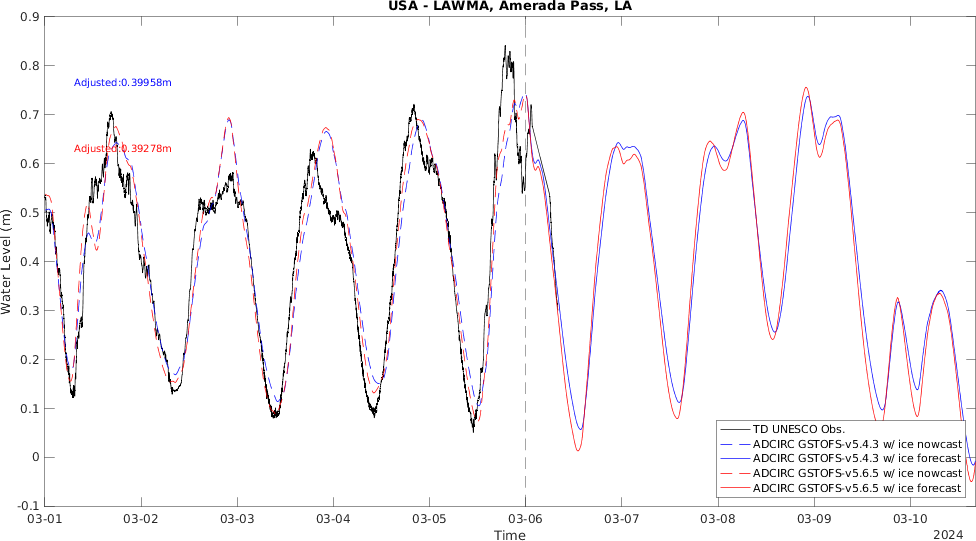 USA - LAWMA, Amerada Pass, LA
0.9
0.8
0.7
0.6
0.5
0.4
0.3
0.2
0.1
0
-0.1
Water Level (m)
Adjusted:0.39958m
Adjusted:0.39278m
TD UNESCO Obs.
ADCIRC GSTOFS-v5.4.3 w/ ice nowcast
ADCIRC GSTOFS-v5.4.3 w/ ice forecast
ADCIRC GSTOFS-v5.6.5 w/ ice nowcast
ADCIRC GSTOFS-v5.6.5 w/ ice forecast
03-01 03-02 03-03 03-04 03-05 03-06 03-07 03-08 03-09 03-10
Time
2024